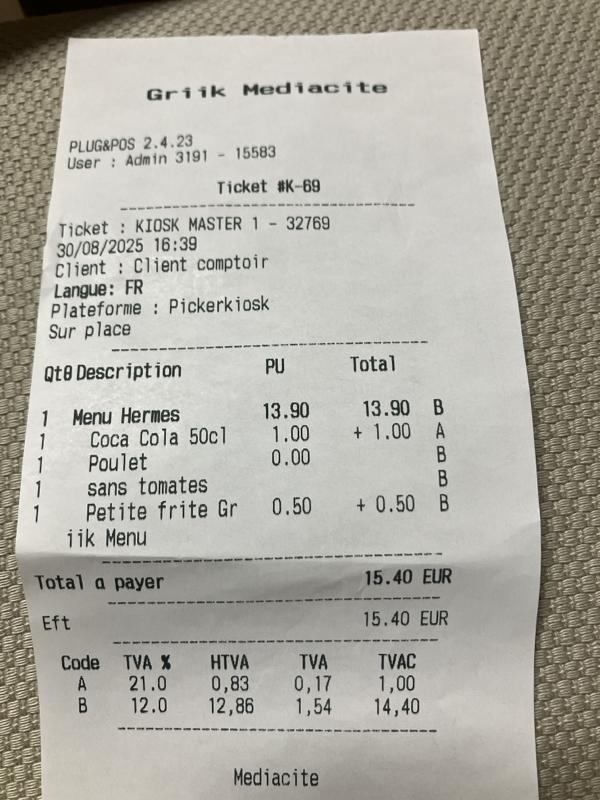 Griik Mediacite
PLUG&POS 2.4.23
User : Admin 3191 - 15583
Ticket #K-69
Ticket : KIOSK MASTER 1 - 32769
30/08/2025 16:39
Client : Client comptoir
Langue: FR
Plateforme : Pickerkiosk
Sur place
Qt8 Description PU Total
1 Menu Hermes 13.90 13.90 B
1 Coca Cola 50cl 1.00 + 1.00 A
1 Poulet 0.00 B
1 sans tomates B
1 Petite frite Gr 0.50 + 0.50 B
iik Menu
Total a payer 15.40 EUR
Eft 15.40 EUR
Code TVA % HTVA TVA TVAC
A 21.0 0,83 0,17 1,00
B 12.0 12,86 1,54 14,40
Mediacite